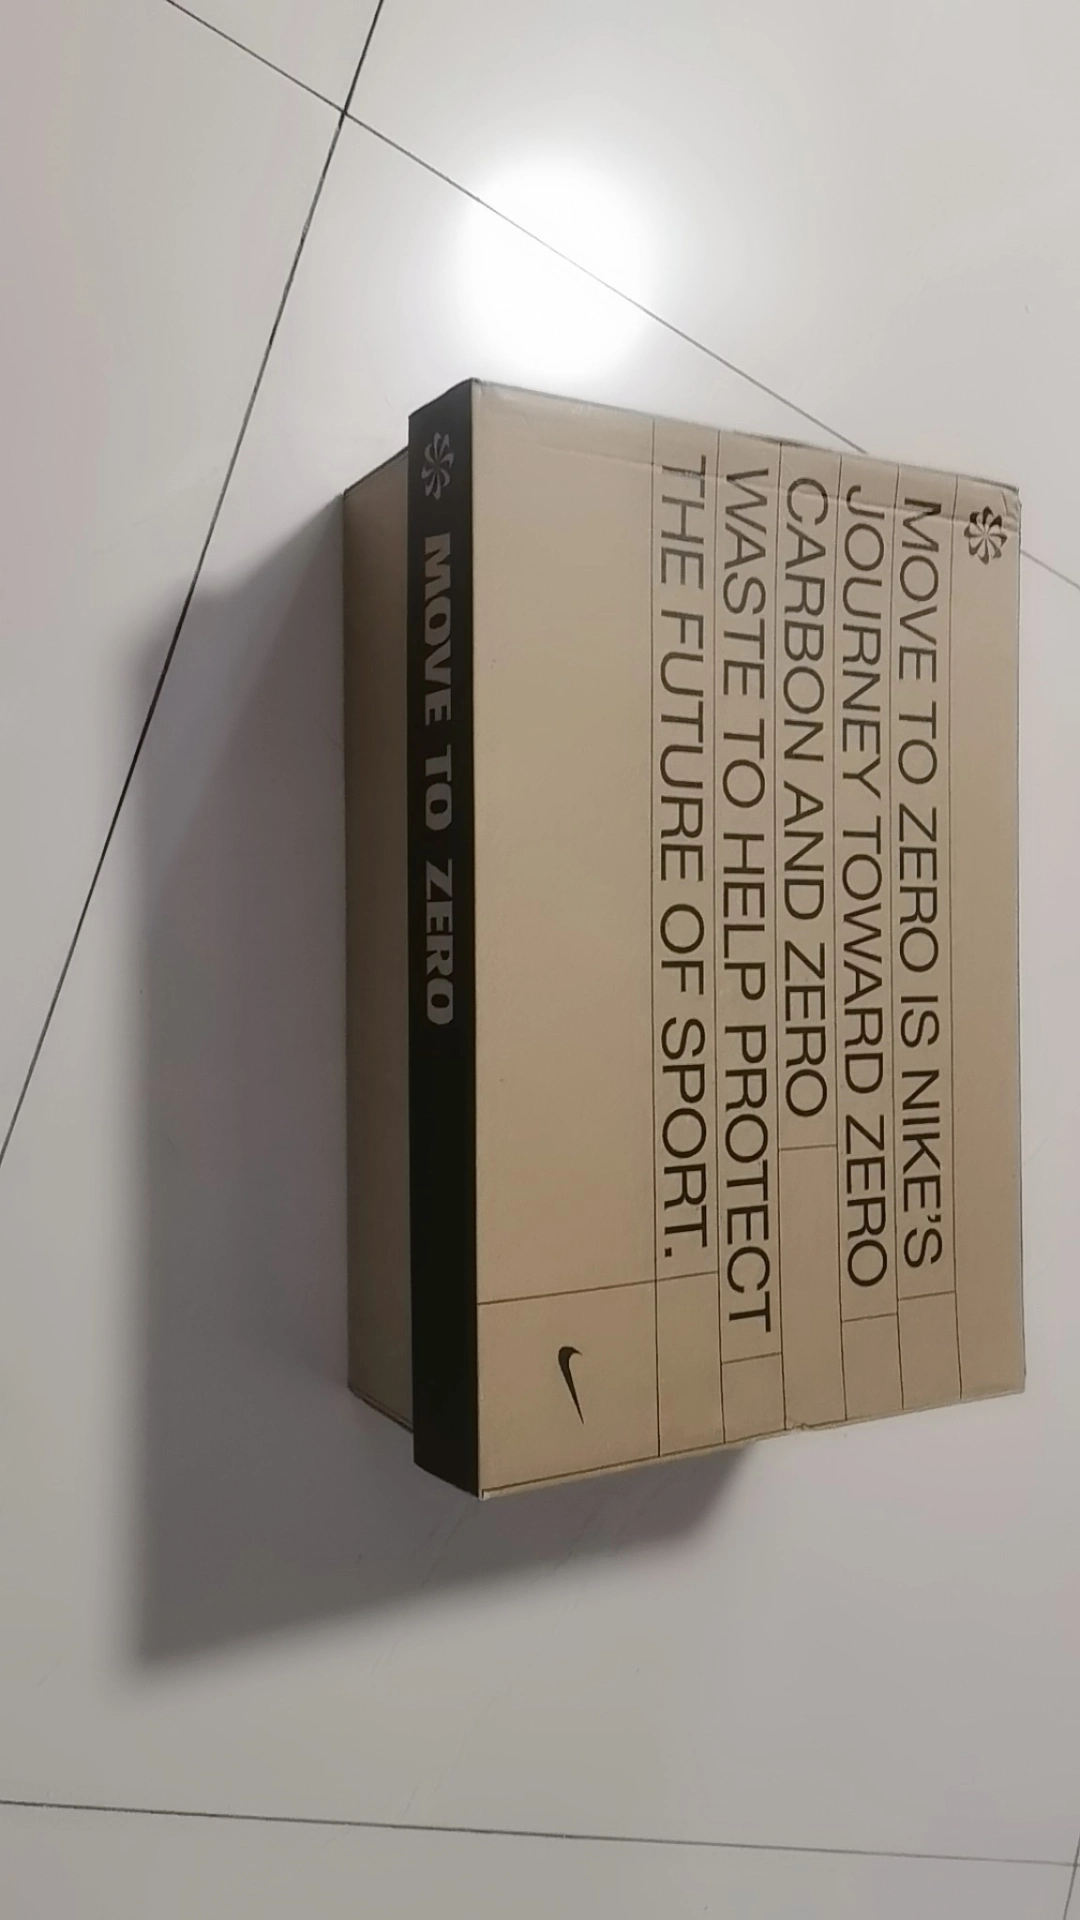 MOVE TO ZERO IS NIKE'S
JOURNEY TOWARD ZERO
CARBON AND ZERO
WASTE TO HELP PROTECT
THE FUTURE OF SPORT.
MOVE TO ZERO